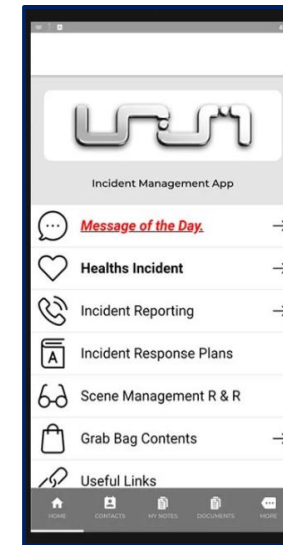 Incident Management App
Message of the Day.
Healths Incident
Incident Reporting
A
Incident Response Plans
Scene Management R & R
Grab Bag Contents
Useful Links
HOME
CONTACTS
MY NOTES
DOCUMENTS
MORE